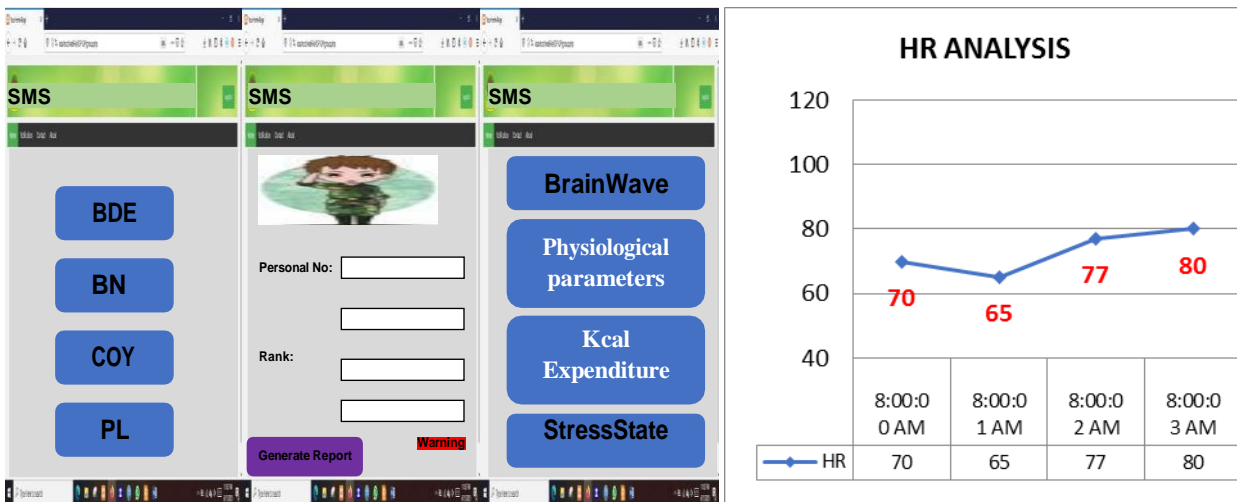 SMS
BDE
BN
COY
PL
SMS
Personal No:
Rank:
Generate Report
Warning
SMS
BrainWave
Physiological
parameters
Kcal
Expenditure
StressState
HR ANALYSIS
120
100
80
60
40
70
65
77
80
8:00:0
0 AM
8:00:0
1 AM
8:00:0
2 AM
8:00:0
3 AM
HR 70 65 77 80